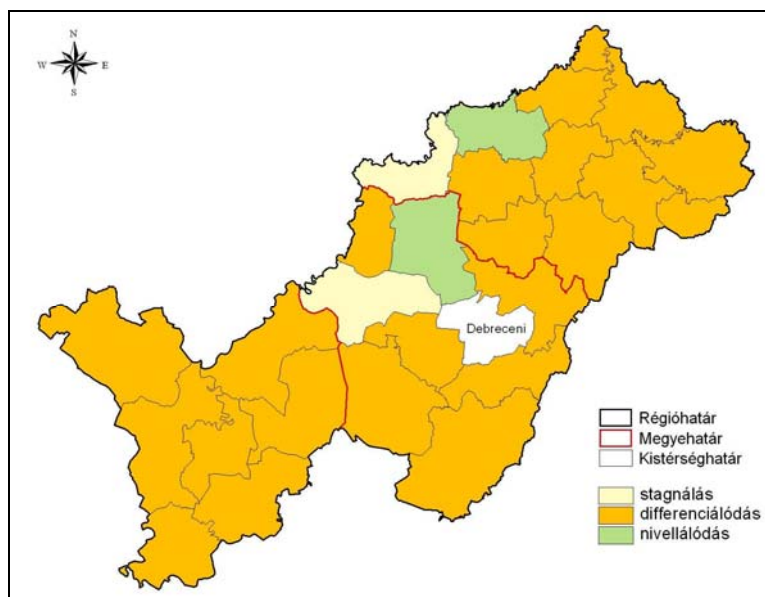 N
W E
S
Debreceni
Régióhatár
Megyehatár
Kistérséghatár
stagnálás
differenciálódás
nivellálódás